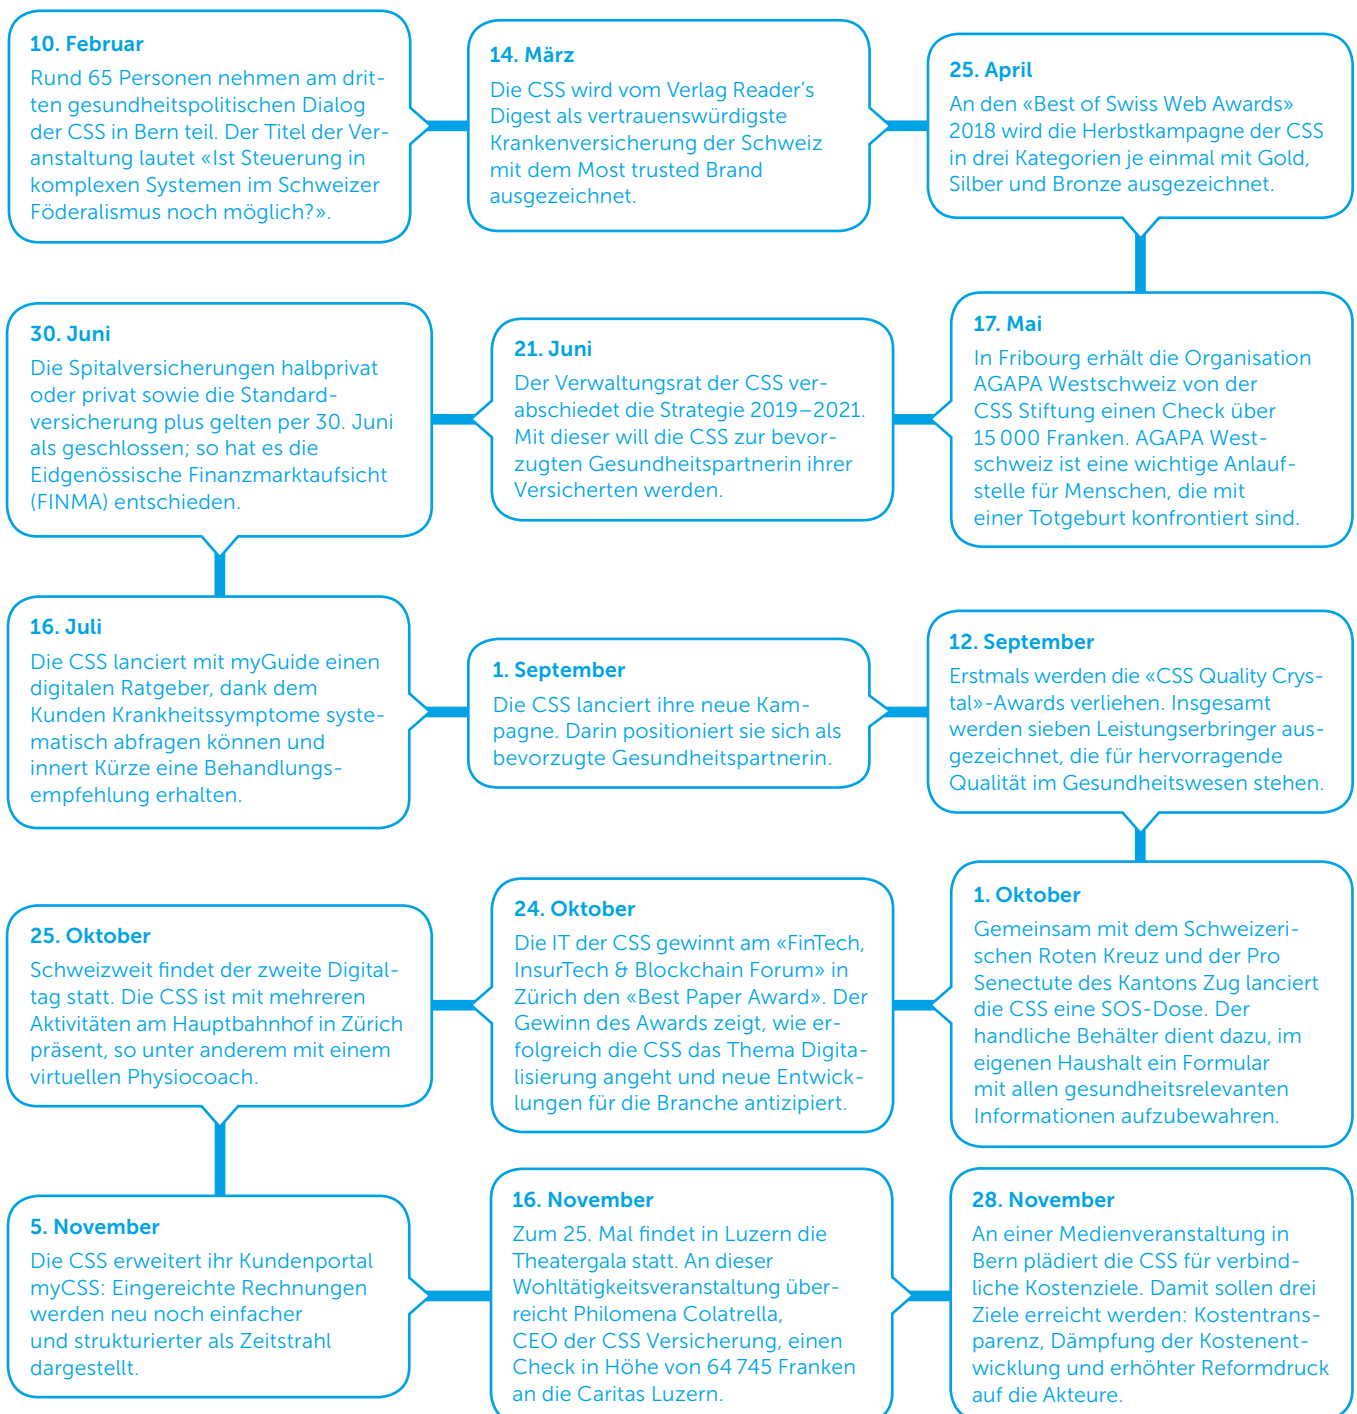 10. Februar
Rund 65 Personen nehmen am drit-
ten gesundheitspolitischen Dialog
der CSS in Bern teil. Der Titel der Ver-
anstaltung lautet «Ist Steuerung in
komplexen Systemen im Schweizer
Föderalismus noch möglich?».
14. März
Die CSS wird vom Verlag Reader’s
Digest als vertrauenswürdigste
Krankenversicherung der Schweiz
mit dem Most trusted Brand
ausgezeichnet.
25. April
An den «Best of Swiss Web Awards»
2018 wird die Herbstkampagne der CSS
in drei Kategorien je einmal mit Gold,
Silber und Bronze ausgezeichnet.
17. Mai
In Fribourg erhält die Organisation
AGAPA Westschweiz von der
CSS Stiftung einen Check über
15 000 Franken. AGAPA West-
schweiz ist eine wichtige Anlauf-
stelle für Menschen, die mit
einer Totgeburt konfrontiert sind.
21. Juni
Der Verwaltungsrat der CSS ver-
abschiedet die Strategie 2019–2021.
Mit dieser will die CSS zur bevor-
zugten Gesundheitspartnerin ihrer
Versicherten werden.
30. Juni
Die Spitalversicherungen halbprivat
oder privat sowie die Standard-
versicherung plus gelten per 30. Juni
als geschlossen; so hat es die
Eidgenössische Finanzmarktaufsicht
(FINMA) entschieden.
16. Juli
Die CSS lanciert mit myGuide einen
digitalen Ratgeber, dank dem
Kunden Krankheitssymptome syste-
matisch abfragen können und
innert Kürze eine Behandlungs-
empfehlung erhalten.
1. September
Die CSS lanciert ihre neue Kam-
pagne. Darin positioniert sie sich als
bevorzugte Gesundheitspartnerin.
12. September
Erstmals werden die «CSS Quality Crys-
tal»-Awards verliehen. Insgesamt
werden sieben Leistungserbringer aus-
gezeichnet, die für hervorragende
Qualität im Gesundheitswesen stehen.
1. Oktober
Gemeinsam mit dem Schweizeri-
schen Roten Kreuz und der Pro
Senectute des Kantons Zug lanciert
die CSS eine SOS-Dose. Der
handliche Behälter dient dazu, im
eigenen Haushalt ein Formular
mit allen gesundheitsrelevanten
Informationen aufzubewahren.
24. Oktober
Die IT der CSS gewinnt am «FinTech,
InsurTech & Blockchain Forum» in
Zürich den «Best Paper Award». Der
Gewinn des Awards zeigt, wie er-
folgreich die CSS das Thema Digita-
lisierung angeht und neue Entwick-
lungen für die Branche antizipiert.
25. Oktober
Schweizweit findet der zweite Digital-
tag statt. Die CSS ist mit mehreren
Aktivitäten am Hauptbahnhof in Zürich
präsent, so unter anderem mit einem
virtuellen Physiocoach.
5. November
Die CSS erweitert ihr Kundenportal
myCSS: Eingereichte Rechnungen
werden neu noch einfacher
und strukturierter als Zeitstrahl
dargestellt.
16. November
Zum 25. Mal findet in Luzern die
Theatergala statt. An dieser
Wohltätigkeitsveranstaltung über-
reicht Philomena Colatrella,
CEO der CSS Versicherung, einen
Check in Höhe von 64 745 Franken
an die Caritas Luzern.
28. November
An einer Medienveranstaltung in
Bern plädiert die CSS für verbind-
liche Kostenziele. Damit sollen drei
Ziele erreicht werden: Kostentrans-
parenz, Dämpfung der Kostenent-
wicklung und erhöhter Reformdruck
auf die Akteure.